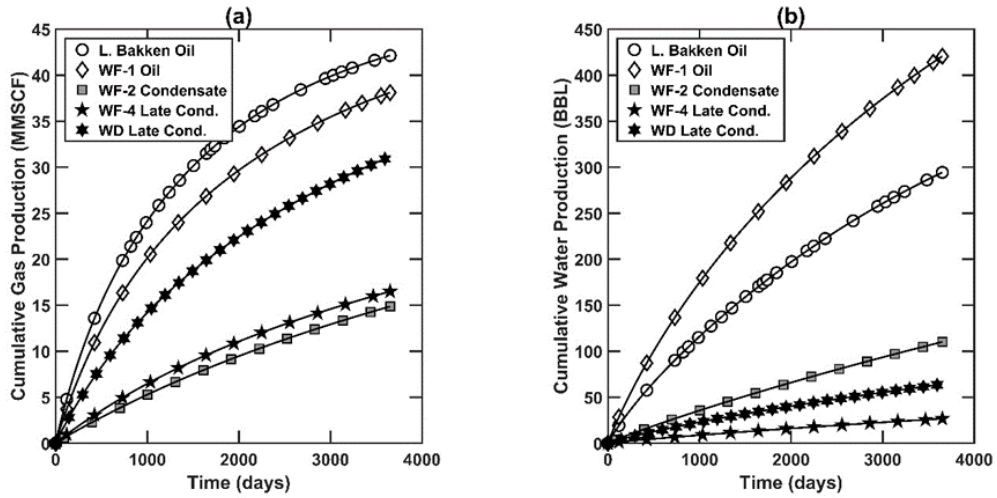 (a)
45
40
35
30
25
20
15
10
5
0
Cumulative Gas Production (MMSCF)
L. Bakken Oil
WF-1 Oil
WF-2 Condensate
WF-4 Late Cond.
WD Late Cond.
0 1000 2000 3000 4000
Time (days)
(b)
450
400
350
300
250
200
150
100
50
0
Cumulative Water Production (BBL)
L. Bakken Oil
WF-1 Oil
WF-2 Condensate
WF-4 Late Cond.
WD Late Cond.
0 1000 2000 3000 4000
Time (days)